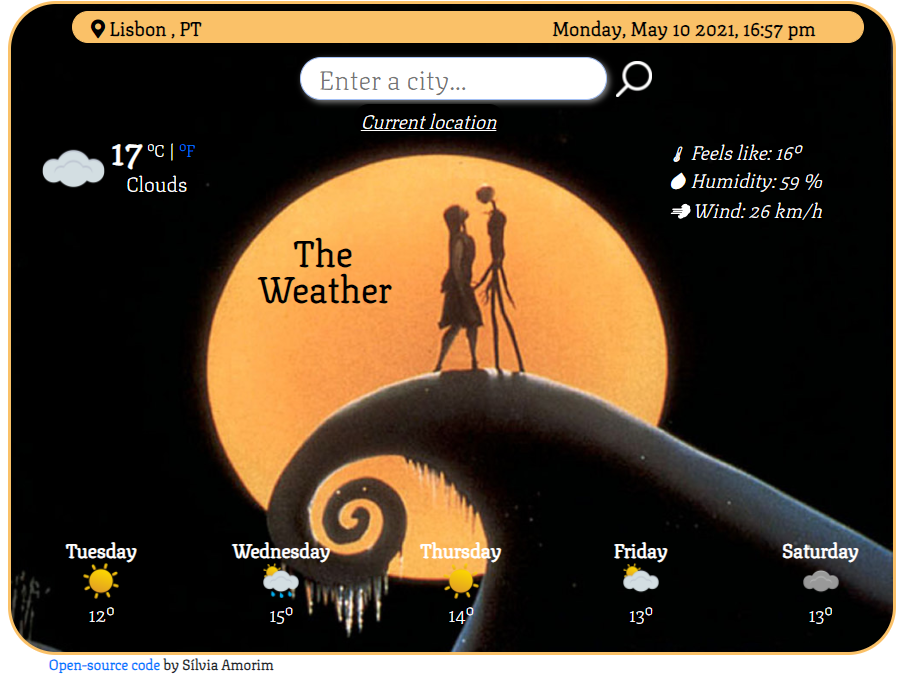 Lisbon , PT Monday, May 10 2021, 16:57 pm
Enter a city...
Current location
17 ºC | ºF
Clouds
Feels like: 16º
Humidity: 59 %
Wind: 26 km/h
The
Weather
Tuesday Wednesday Thursday Friday Saturday
12º 15º 14º 13º 13º
Open-source code by Sílvia Amorim